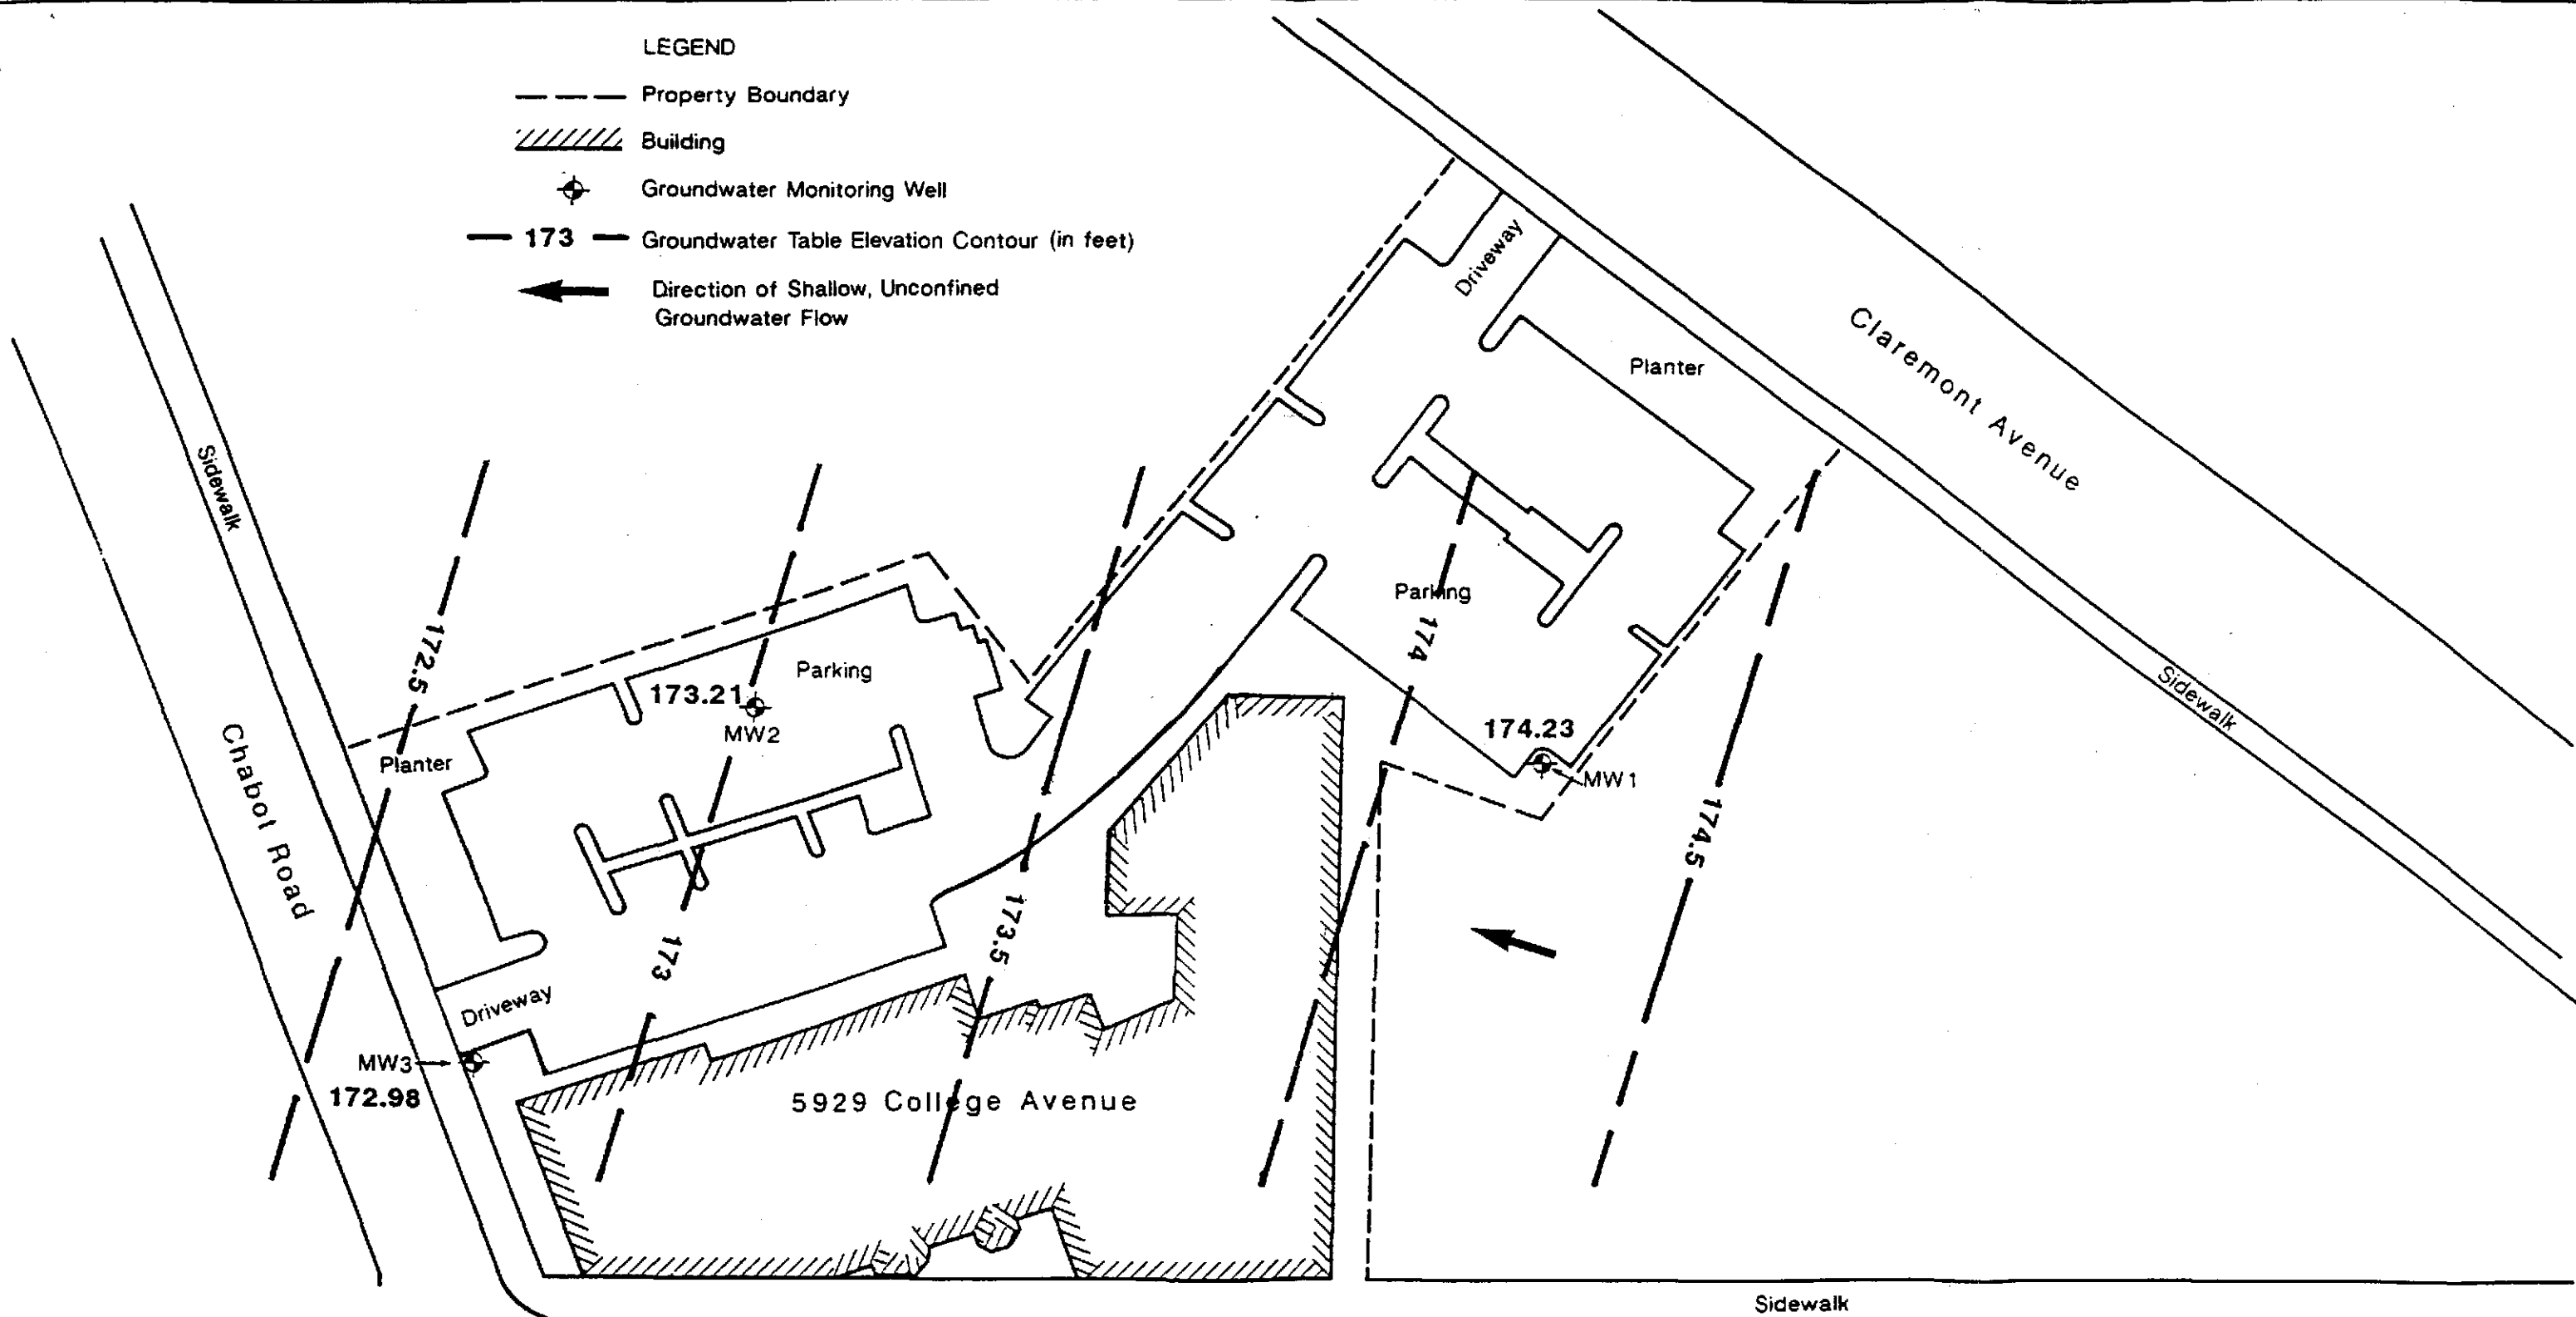 LEGEND
Property Boundary
Building
Groundwater Monitoring Well
173
Groundwater Table Elevation Contour (in feet)
Direction of Shallow, Unconfined
Groundwater Flow
Driveway
Planter
Claremont Avenue
Sidewalk
Sidewalk
Parking
174
172.5
Parking
173.21
MW2
174.23
MW1
Planter
Chabot Road
174.5
173.5
173
Driveway
MW3
172.98
5929 College Avenue
Sidewalk